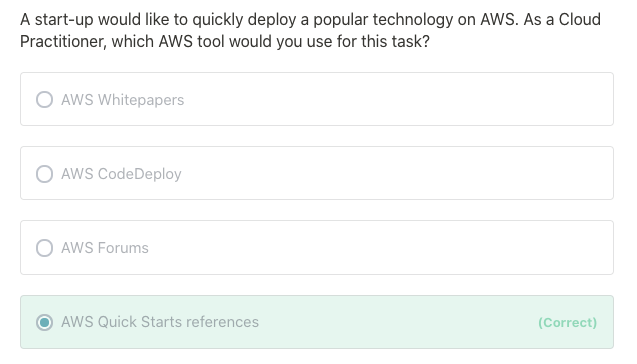 A start-up would like to quickly deploy a popular technology on AWS. As a Cloud
Practitioner, which AWS tool would you use for this task?
AWS Whitepapers
AWS CodeDeploy
AWS Forums
AWS Quick Starts references (Correct)